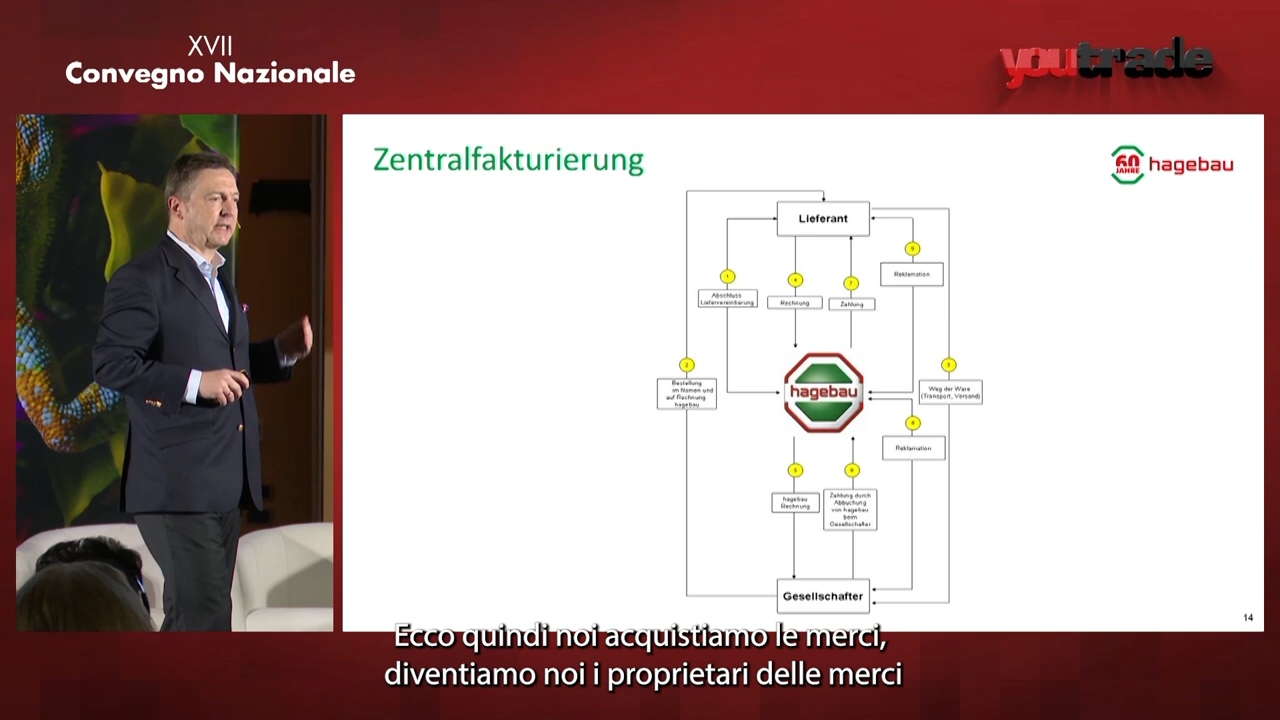 XVII
Convegno Nazionale
youtrade
Zentralfakturierung
60
JAHRE
hagebau
Lieferant
1
Abschluss
Liefervereinbarung
4
Rechnung
7
Zahlung
9
Reklamation
2
Bestellung
im Namen und
auf Rechnung
hagebau
hagebau
3
Weg der Ware
(Transport, Versand)
8
Reklamation
5
hagebau
Rechnung
6
Zahlung durch
Abbuchung
von hagebau
beim
Gesellschafter
Gesellschafter
14
Ecco quindi noi acquistiamo le merci,
diventiamo noi i proprietari delle merci